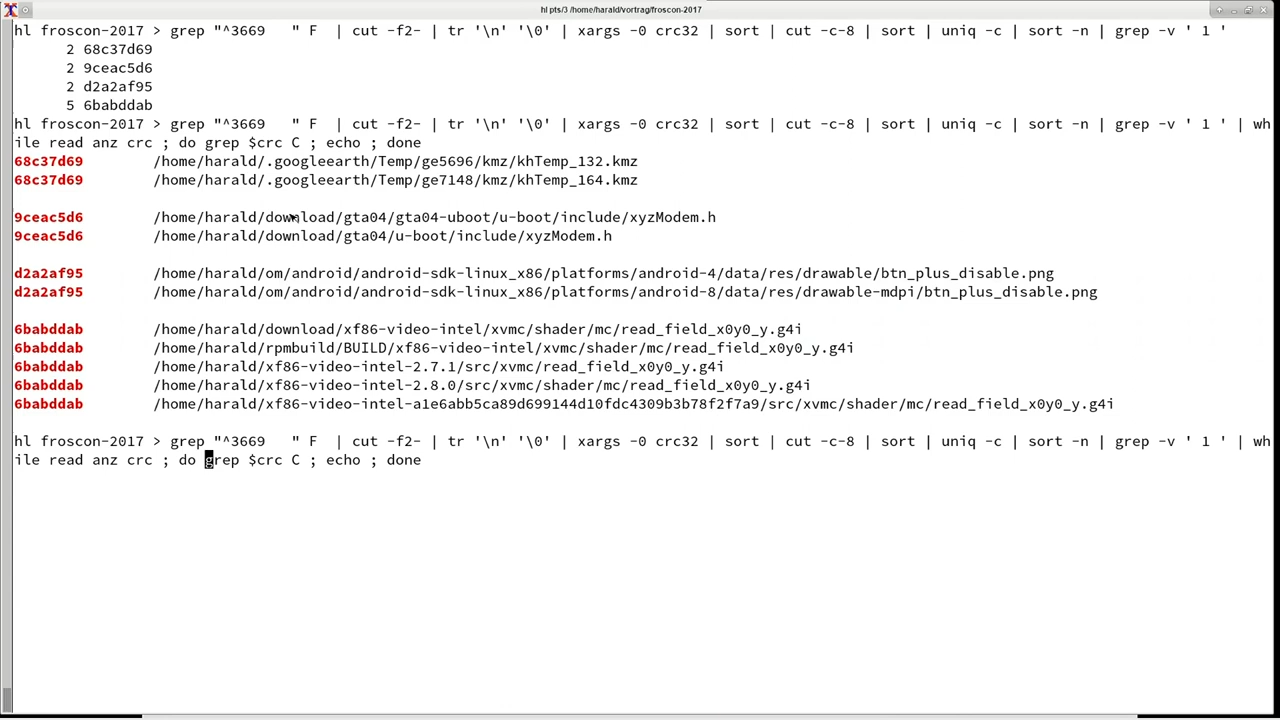 hl pts/3 /home/harald/vortrag/froscon-2017
hl froscon-2017 > grep "^3669   " F  | cut -f2- | tr '\n' '\0' | xargs -0 crc32 | sort | cut -c-8 | sort | uniq -c | sort -n | grep -v ' 1 '
2 68c37d69
2 9ceac5d6
2 d2a2af95
5 6babddab
hl froscon-2017 > grep "^3669   " F  | cut -f2- | tr '\n' '\0' | xargs -0 crc32 | sort | cut -c-8 | sort | uniq -c | sort -n | grep -v ' 1 ' | wh
ile read anz crc ; do grep $crc C ; echo ; done
68c37d69        /home/harald/.googleearth/Temp/ge5696/kmz/khTemp_132.kmz
68c37d69        /home/harald/.googleearth/Temp/ge7148/kmz/khTemp_164.kmz
9ceac5d6        /home/harald/download/gta04/gta04-uboot/u-boot/include/xyzModem.h
9ceac5d6        /home/harald/download/gta04/u-boot/include/xyzModem.h
d2a2af95        /home/harald/om/android/android-sdk-linux_x86/platforms/android-4/data/res/drawable/btn_plus_disable.png
d2a2af95        /home/harald/om/android/android-sdk-linux_x86/platforms/android-8/data/res/drawable-mdpi/btn_plus_disable.png
6babddab        /home/harald/download/xf86-video-intel/xvmc/shader/mc/read_field_x0y0_y.g4i
6babddab        /home/harald/rpmbuild/BUILD/xf86-video-intel/xvmc/shader/mc/read_field_x0y0_y.g4i
6babddab        /home/harald/xf86-video-intel-2.7.1/src/xvmc/read_field_x0y0_y.g4i
6babddab        /home/harald/xf86-video-intel-2.8.0/src/xvmc/shader/mc/read_field_x0y0_y.g4i
6babddab        /home/harald/xf86-video-intel-a1e6abb5ca89d699144d10fdc4309b3b78f2f7a9/src/xvmc/shader/mc/read_field_x0y0_y.g4i
hl froscon-2017 > grep "^3669   " F  | cut -f2- | tr '\n' '\0' | xargs -0 crc32 | sort | cut -c-8 | sort | uniq -c | sort -n | grep -v ' 1 ' | wh
ile read anz crc ; do grep $crc C ; echo ; done